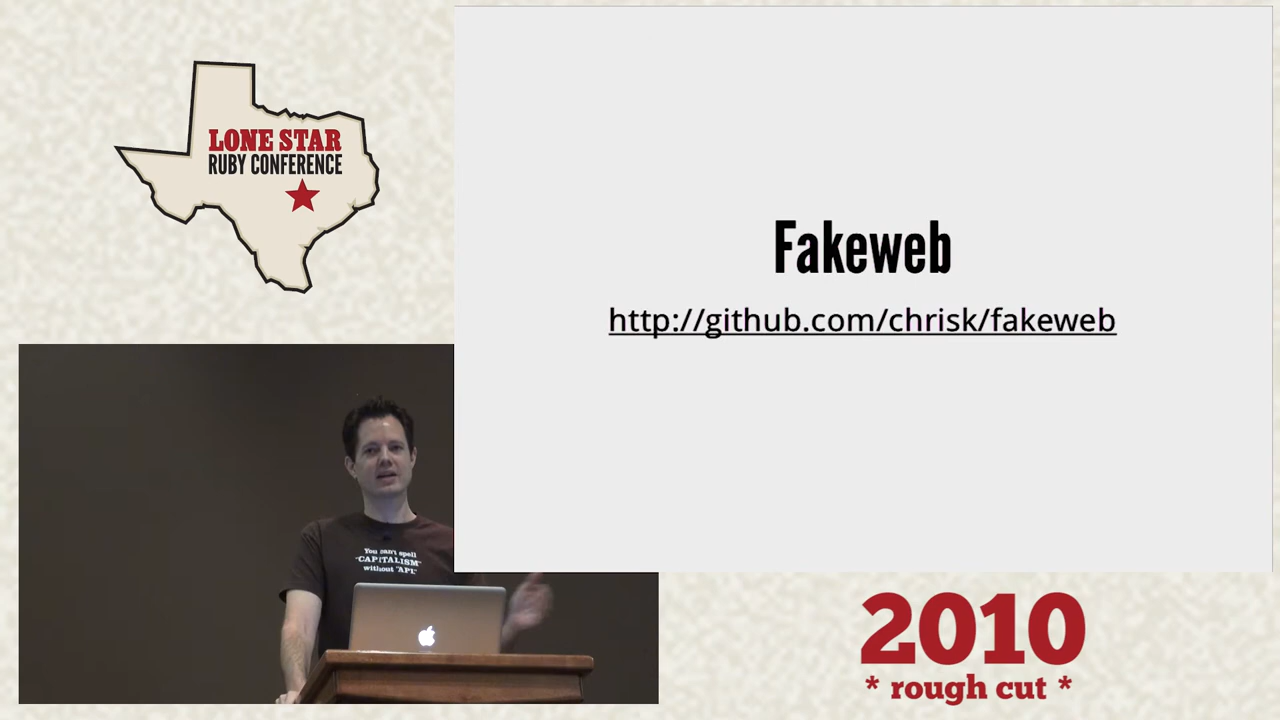 LONE STAR
RUBY CONFERENCE
Fakeweb
http://github.com/chrisk/fakeweb
You can't spell
"CAPITALISM"
without "API."
2010
* rough cut *